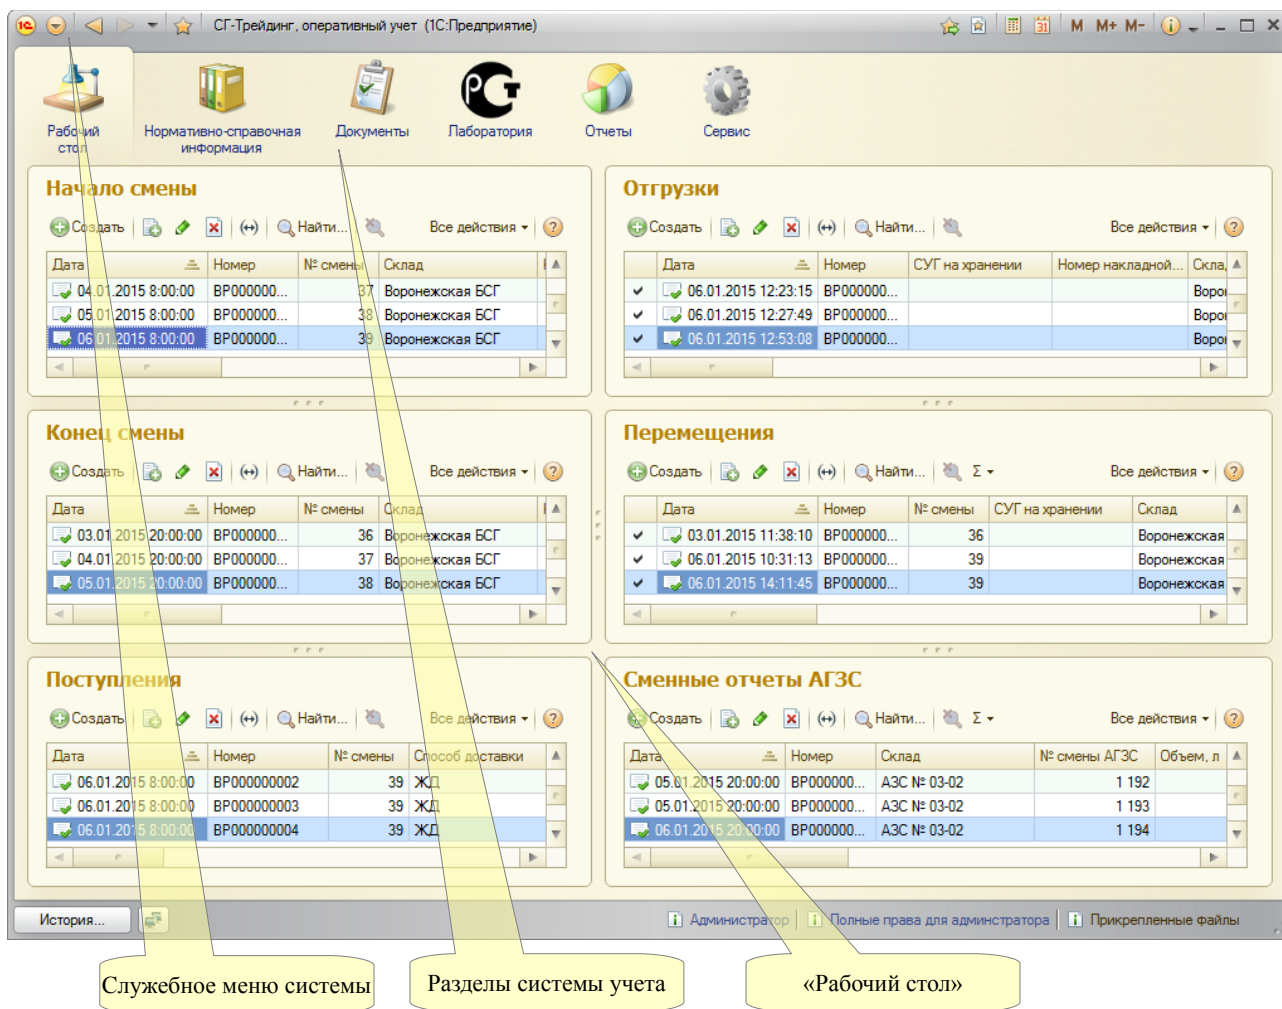 СГ-Трейдинг, оперативный учет (1С:Предприятие)
31 M M+ M-
Рабочий стол
Нормативно-справочная информация
Документы
Лаборатория
Отчеты
Сервис
Начало смены
Создать Найти... Все действия
Дата Номер № смены Склад
04.01.2015 8:00:00 ВР000000... 37 Воронежская БСГ
05.01.2015 8:00:00 ВР000000... 38 Воронежская БСГ
06.01.2015 8:00:00 ВР000000... 39 Воронежская БСГ
Отгрузки
Создать Найти... Все действия
Дата Номер СУГ на хранении Номер накладной... Скла
06.01.2015 12:23:15 ВР000000... Воро
06.01.2015 12:27:49 ВР000000... Воро
06.01.2015 12:53:08 ВР000000... Воро
Конец смены
Создать Найти... Все действия
Дата Номер № смены Склад
03.01.2015 20:00:00 ВР000000... 36 Воронежская БСГ
04.01.2015 20:00:00 ВР000000... 37 Воронежская БСГ
05.01.2015 20:00:00 ВР000000... 38 Воронежская БСГ
Перемещения
Создать Найти... Σ Все действия
Дата Номер № смены СУГ на хранении Склад
03.01.2015 11:38:10 ВР000000... 36 Воронежская
06.01.2015 10:31:13 ВР000000... 39 Воронежская
06.01.2015 14:11:45 ВР000000... 39 Воронежская
Поступления
Создать Найти... Все действия
Дата Номер № смены Способ доставки
06.01.2015 8:00:00 ВР000000002 39 ЖД
06.01.2015 8:00:00 ВР000000003 39 ЖД
06.01.2015 8:00:00 ВР000000004 39 ЖД
Сменные отчеты АГЗС
Создать Найти... Σ Все действия
Дата Номер Склад № смены АГЗС Объем, л
05.01.2015 20:00:00 ВР000000... АЗС № 03-02 1 192
05.01.2015 20:00:00 ВР000000... АЗС № 03-02 1 193
06.01.2015 20:00:00 ВР000000... АЗС № 03-02 1 194
История... Администратор Полные права для администратора Прикрепленные файлы
Служебное меню системы
Разделы системы учета
«Рабочий стол»